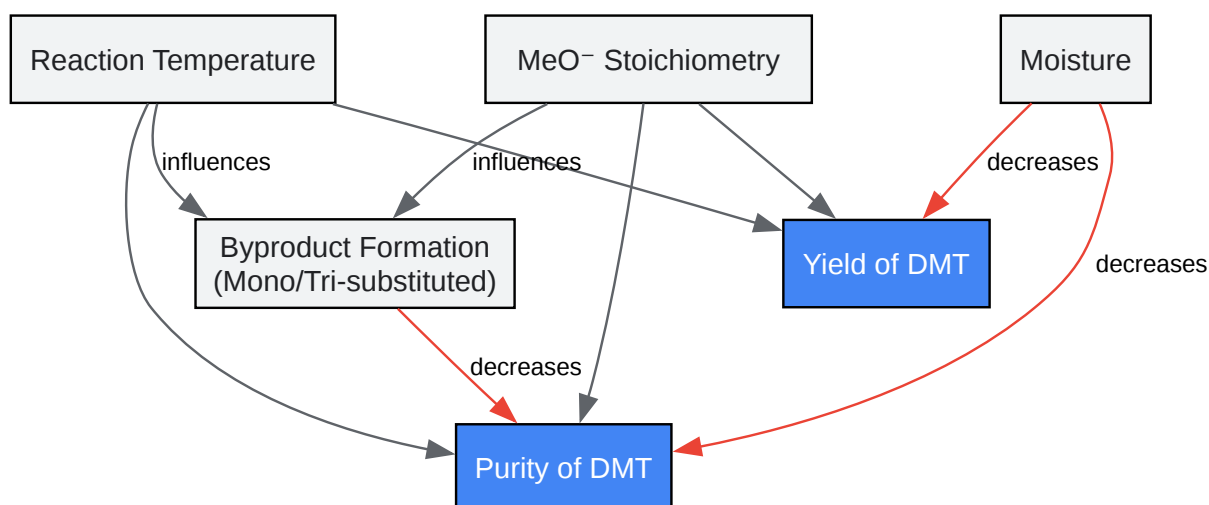 Reaction Temperature
MeO⁻ Stoichiometry
Moisture
influences
influences
decreases
Byproduct Formation
(Mono/Tri-substituted)
Yield of DMT
decreases
decreases
Purity of DMT